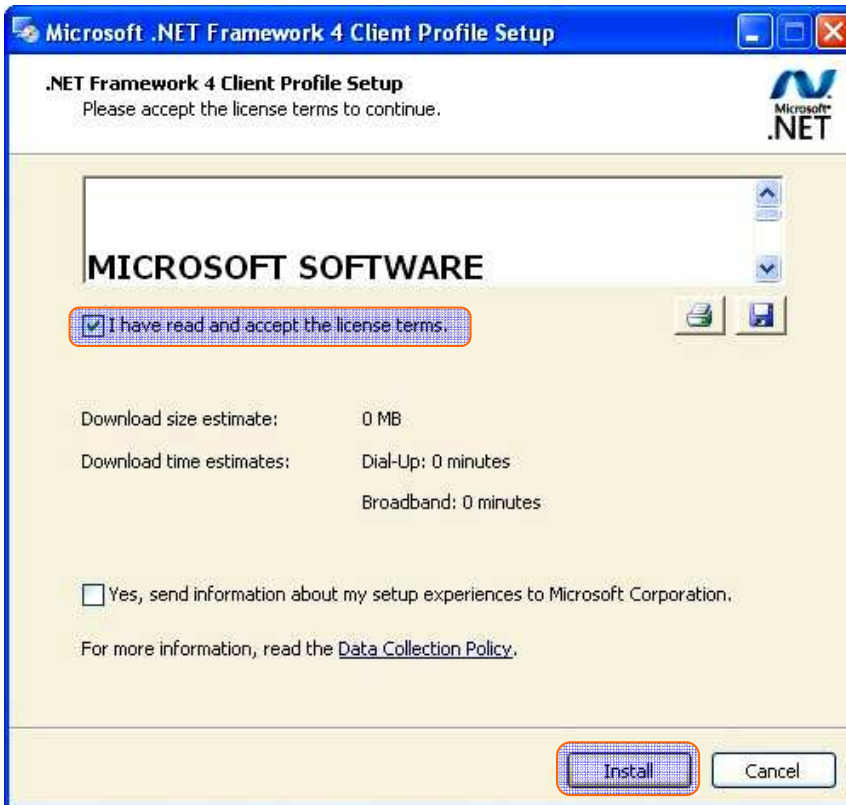 Microsoft .NET Framework 4 Client Profile Setup
.NET Framework 4 Client Profile Setup
Please accept the license terms to continue.
Microsoft
.NET
MICROSOFT SOFTWARE
I have read and accept the license terms.
Download size estimate: 0 MB
Download time estimates: Dial-Up: 0 minutes
Broadband: 0 minutes
Yes, send information about my setup experiences to Microsoft Corporation.
For more information, read the Data Collection Policy.
Install Cancel